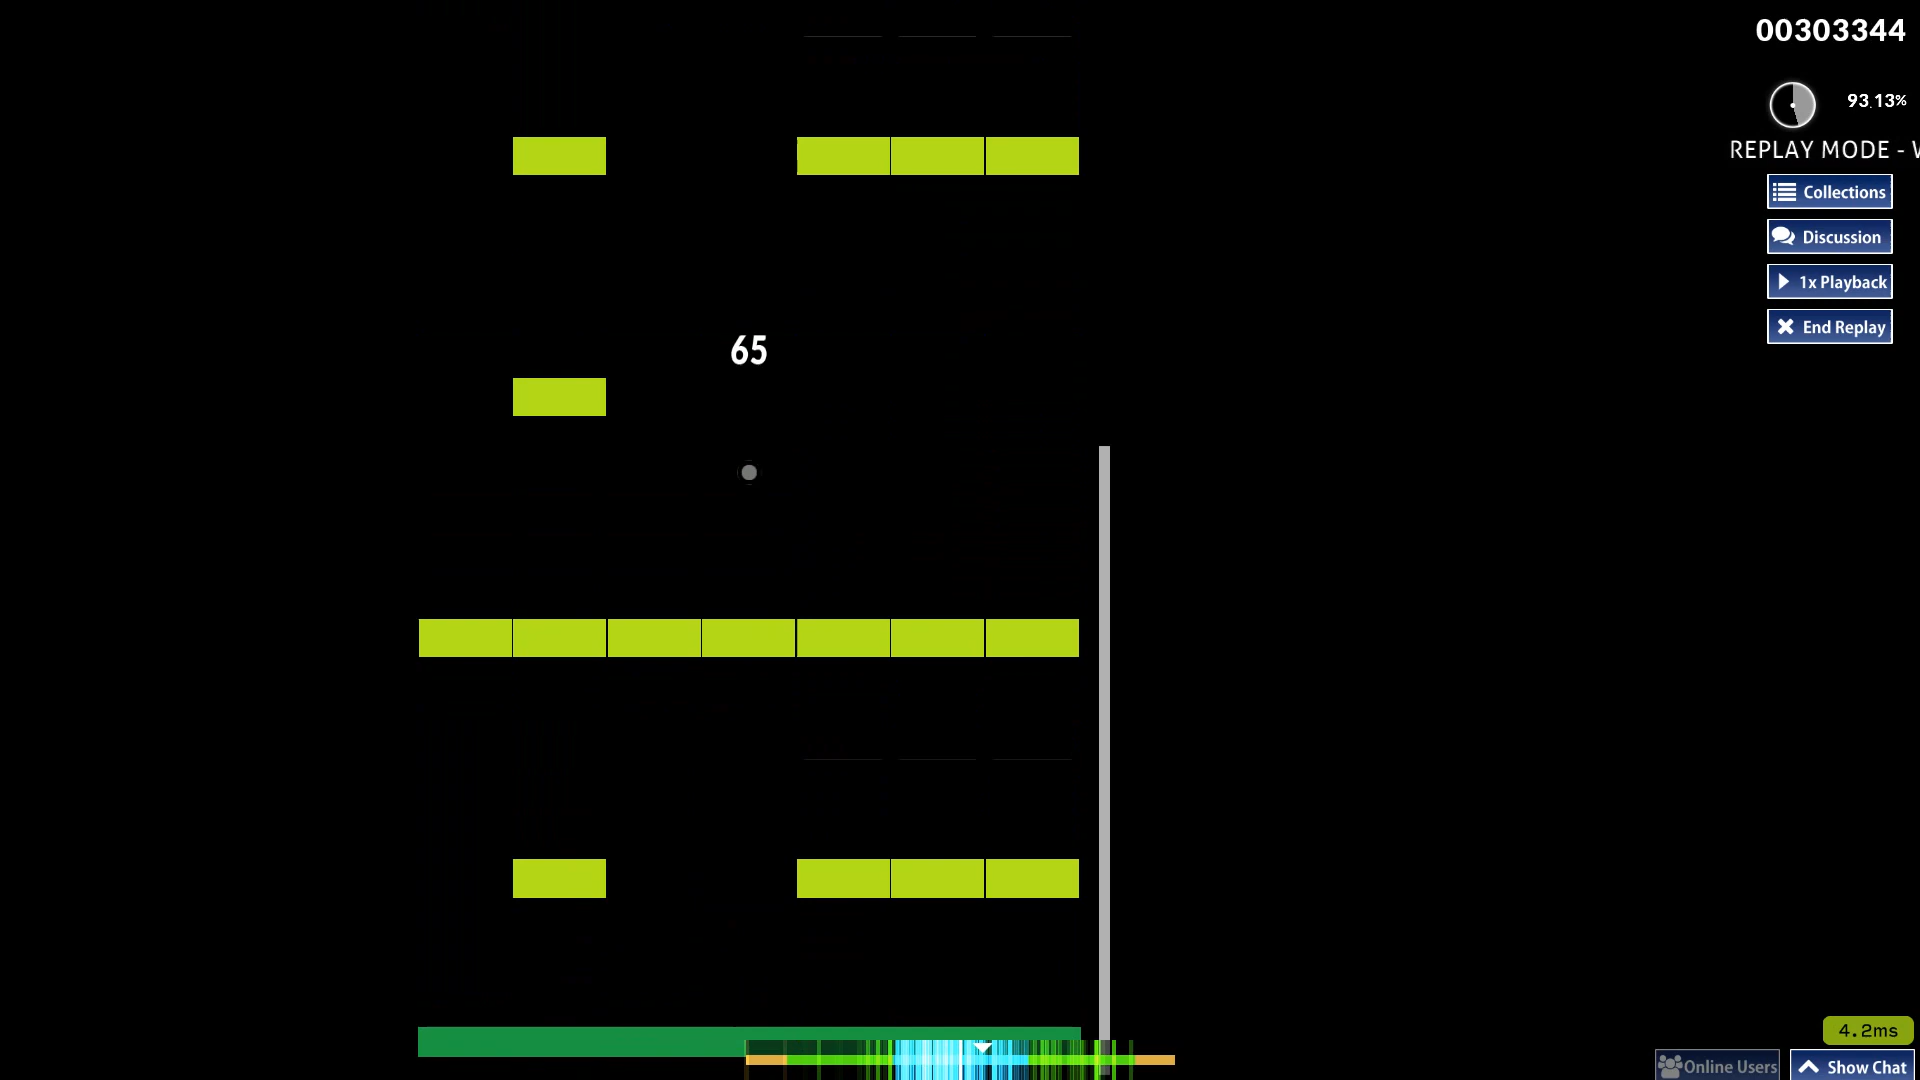 00303344
93.13%
REPLAY MODE -
Collections
Discussion
1x Playback
End Replay
65
4.2ms
Online Users
Show Chat